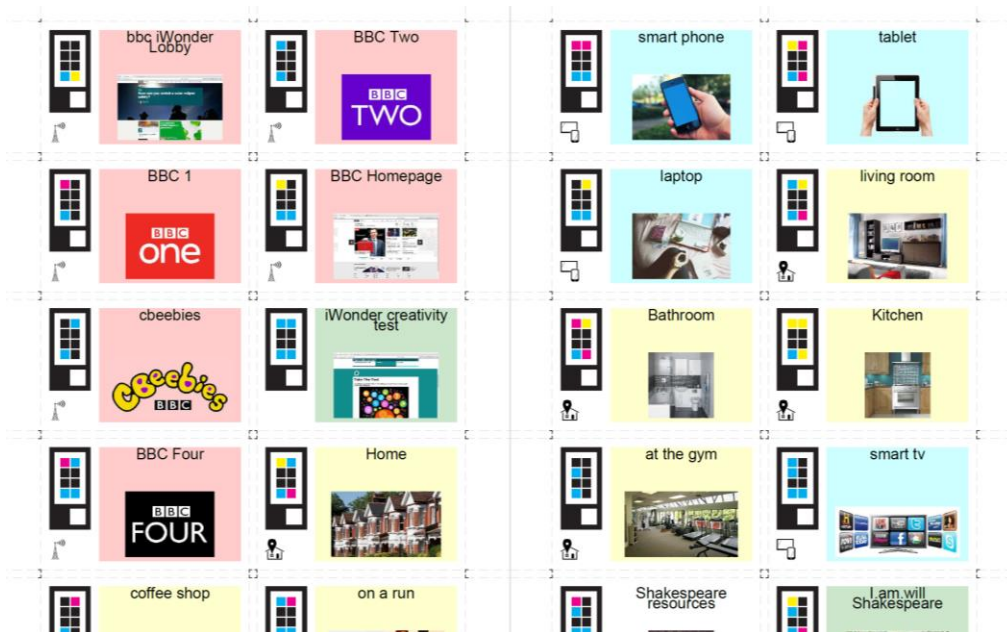 bbc iWonder
Lobby
BBC Two
BBC
TWO
smart phone
tablet
BBC 1
BBC
one
BBC Homepage
laptop
living room
cbeebies
CBeebies
BBC
iWonder creativity
test
Bathroom
Kitchen
BBC Four
BBC
FOUR
Home
at the gym
smart tv
coffee shop
on a run
Shakespeare
resources
I am will
Shakespeare